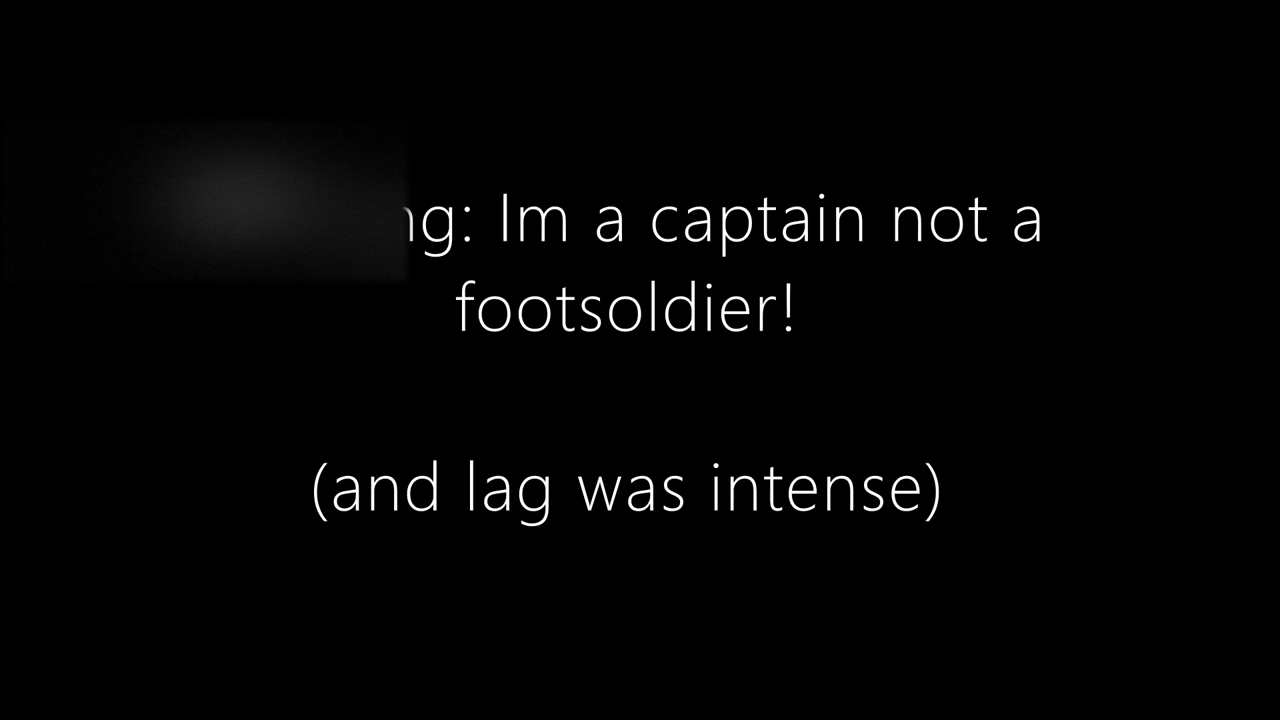 Im a captain not a
footsoldier!
(and lag was intense)